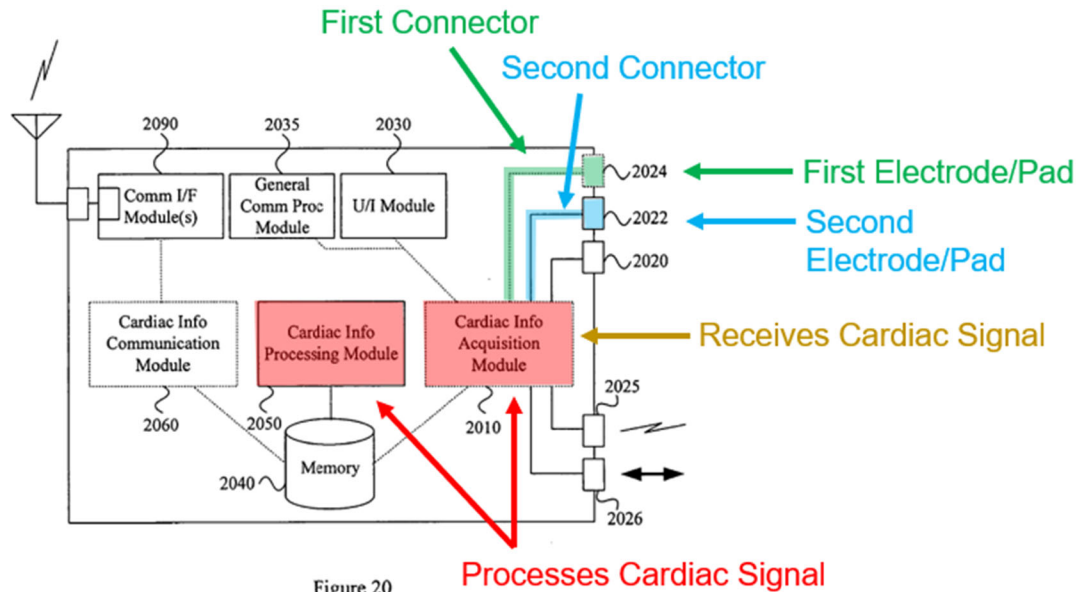 First Connector
Second Connector
2090
2035
2030
Comm I/F
Module(s)
General
Comm Proc
Module
U/I Module
2024
First Electrode/Pad
2022
Second
Electrode/Pad
2020
Cardiac Info
Communication
Module
Cardiac Info
Processing Module
Cardiac Info
Acquisition
Module
Receives Cardiac Signal
2060
2050
2010
2025
2040
Memory
2026
Processes Cardiac Signal
Figure 20